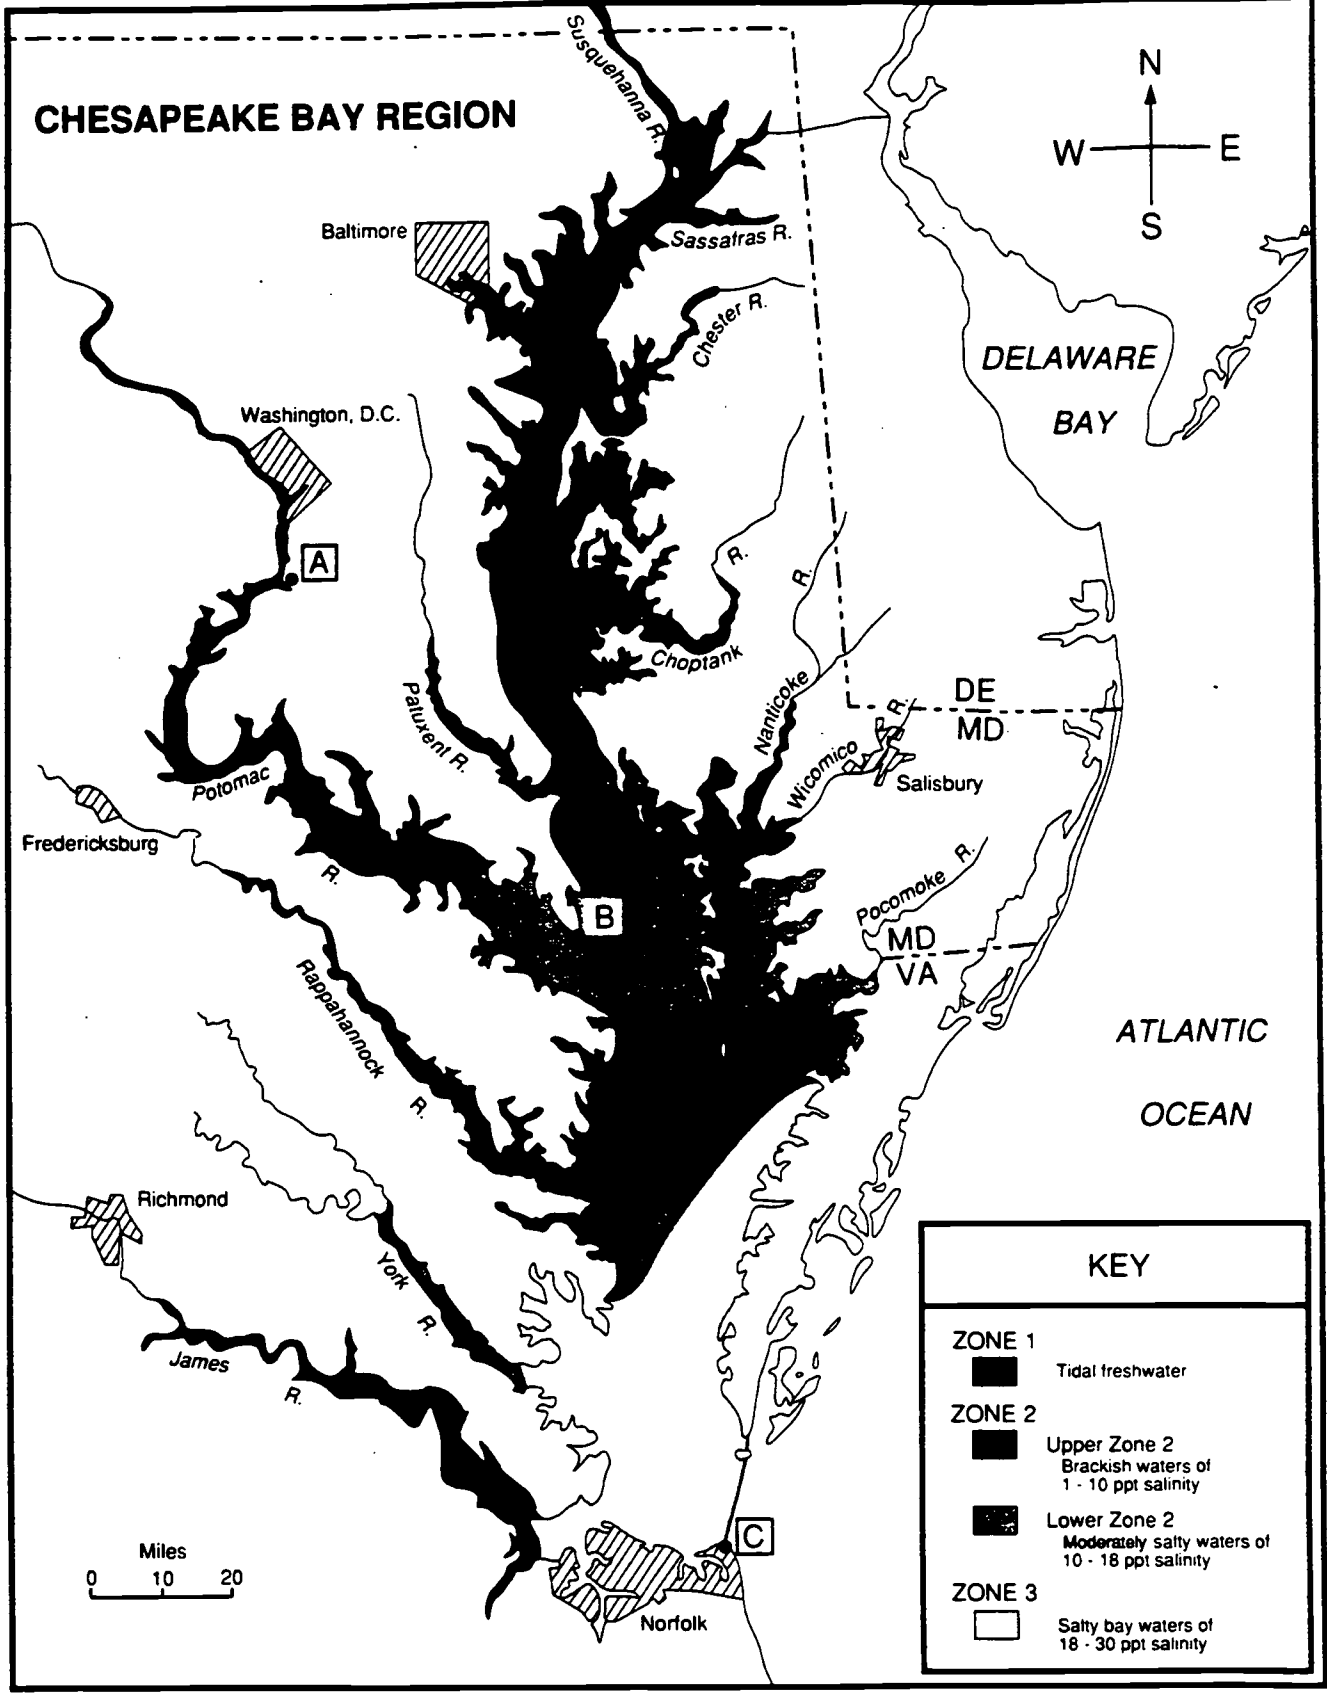 CHESAPEAKE BAY REGION
N
W E
S
Susquehanna R.
Baltimore
Sassafras R.
Chester R.
DELAWARE
BAY
Washington, D.C.
A
R.
R.
Choptank
Patuxent R.
Nanticoke
DE
MD
R.
Wicomico
Salisbury
Potomac
R.
Fredericksburg
Pocomoke R.
B
MD
VA
Rappahannock
R.
ATLANTIC
OCEAN
Richmond
York
R.
James
R.
C
Norfolk
Miles
0 10 20
KEY
ZONE 1
Tidal freshwater
ZONE 2
Upper Zone 2
Brackish waters of
1 - 10 ppt salinity
Lower Zone 2
Moderately salty waters of
10 - 18 ppt salinity
ZONE 3
Salty bay waters of
18 - 30 ppt salinity